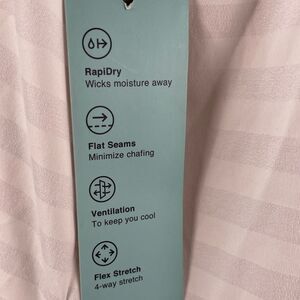 RapiDry
Wicks moisture away
Flat Seams
Minimize chafing
Ventilation
To keep you cool
Flex Stretch
4-way stretch